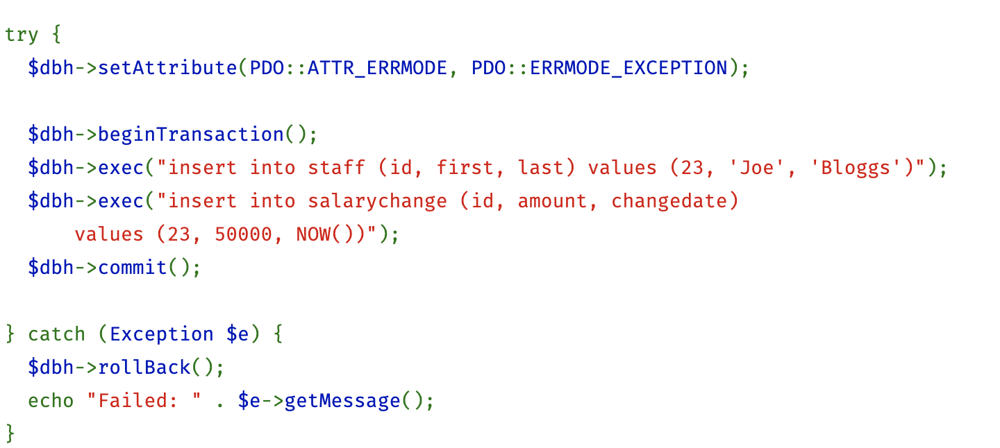 try {
  $dbh->setAttribute(PDO::ATTR_ERRMODE, PDO::ERRMODE_EXCEPTION);

  $dbh->beginTransaction();
  $dbh->exec("insert into staff (id, first, last) values (23, 'Joe', 'Bloggs')");
  $dbh->exec("insert into salarychange (id, amount, changedate)
      values (23, 50000, NOW())");
  $dbh->commit();

} catch (Exception $e) {
  $dbh->rollBack();
  echo "Failed: " . $e->getMessage();
}